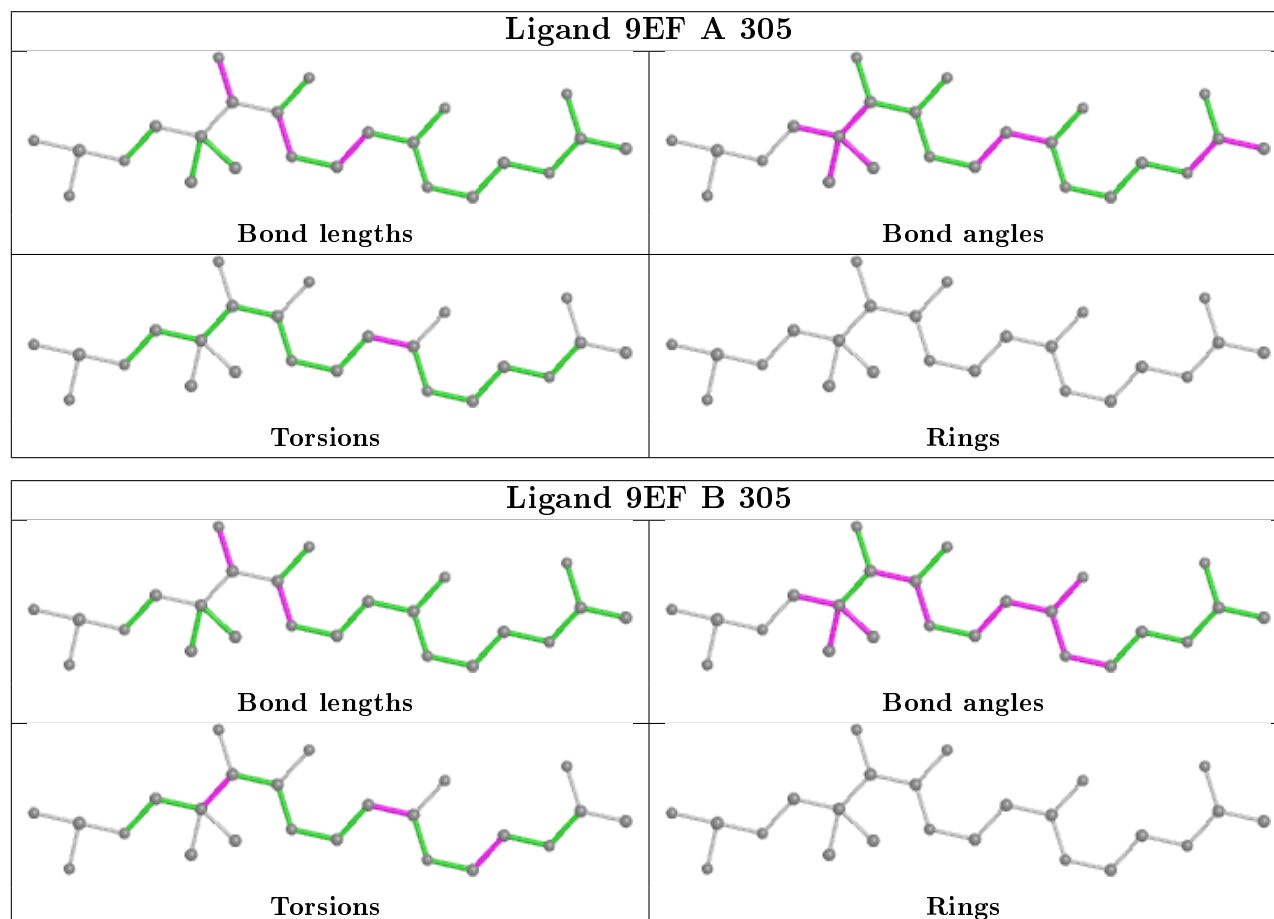 Ligand 9EF A 305
Bond lengths
Bond angles
Torsions
Rings
Ligand 9EF B 305
Bond lengths
Bond angles
Torsions
Rings